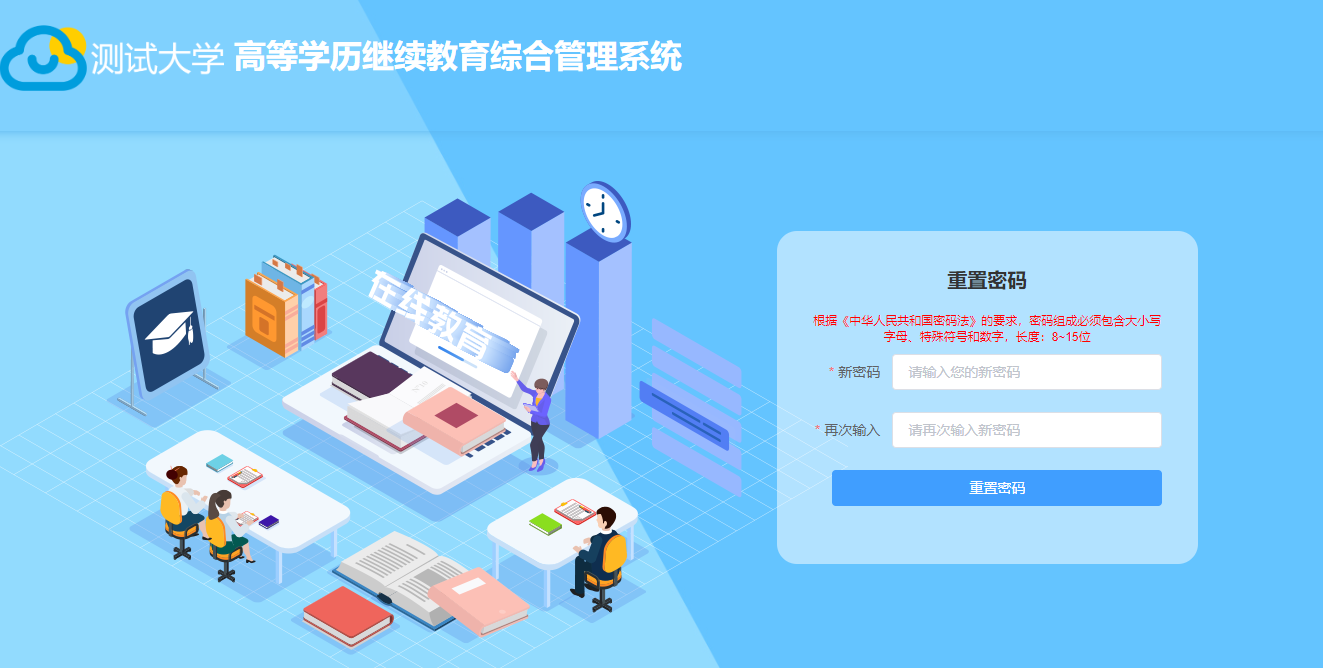 测试大学 高等学历继续教育综合管理系统
在线教育
重置密码
根据《中华人民共和国密码法》的要求，密码组成必须包含大小写
字母、特殊符号和数字，长度：8~15位
* 新密码 请输入您的新密码
* 再次输入 请再次输入新密码
重置密码